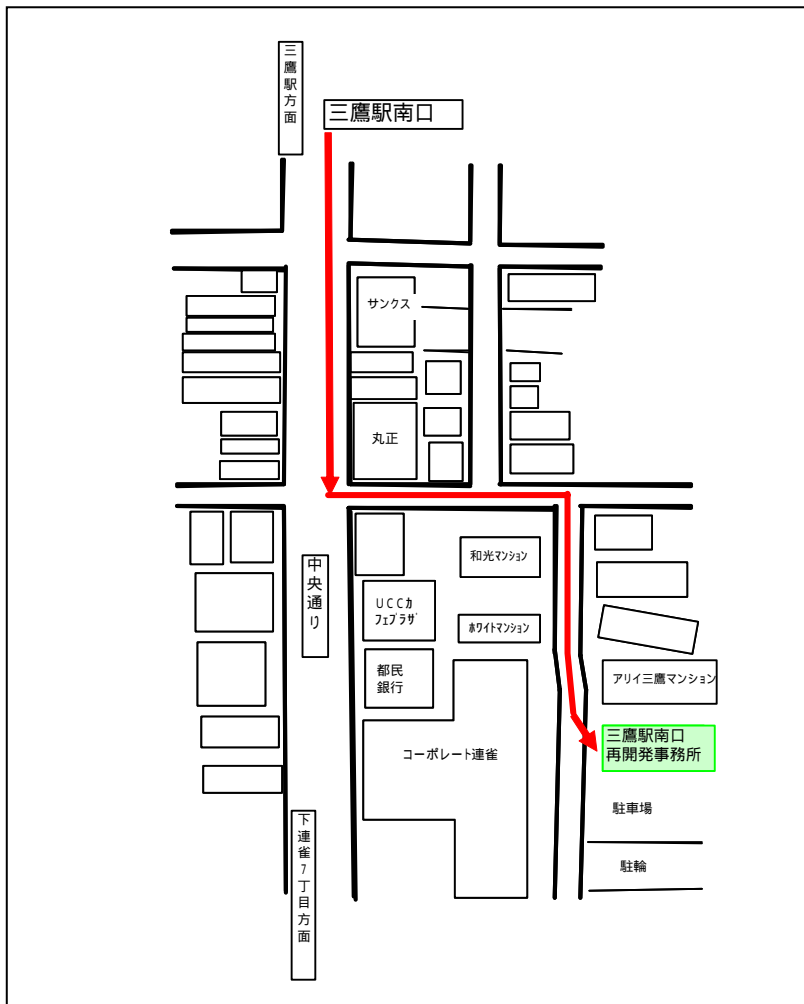 三鷹駅方面
三鷹駅南口
サンクス
丸正
和光ﾏﾝｼｮﾝ
中央通り
UCCカ
ﾌｪﾌﾟﾗｻﾞ
ﾎﾜｲﾄﾏﾝｼｮﾝ
都民
銀行
アリイ三鷹マンション
三鷹駅南口
再開発事務所
コーポレート連雀
駐車場
下連雀7丁目方面
駐輪